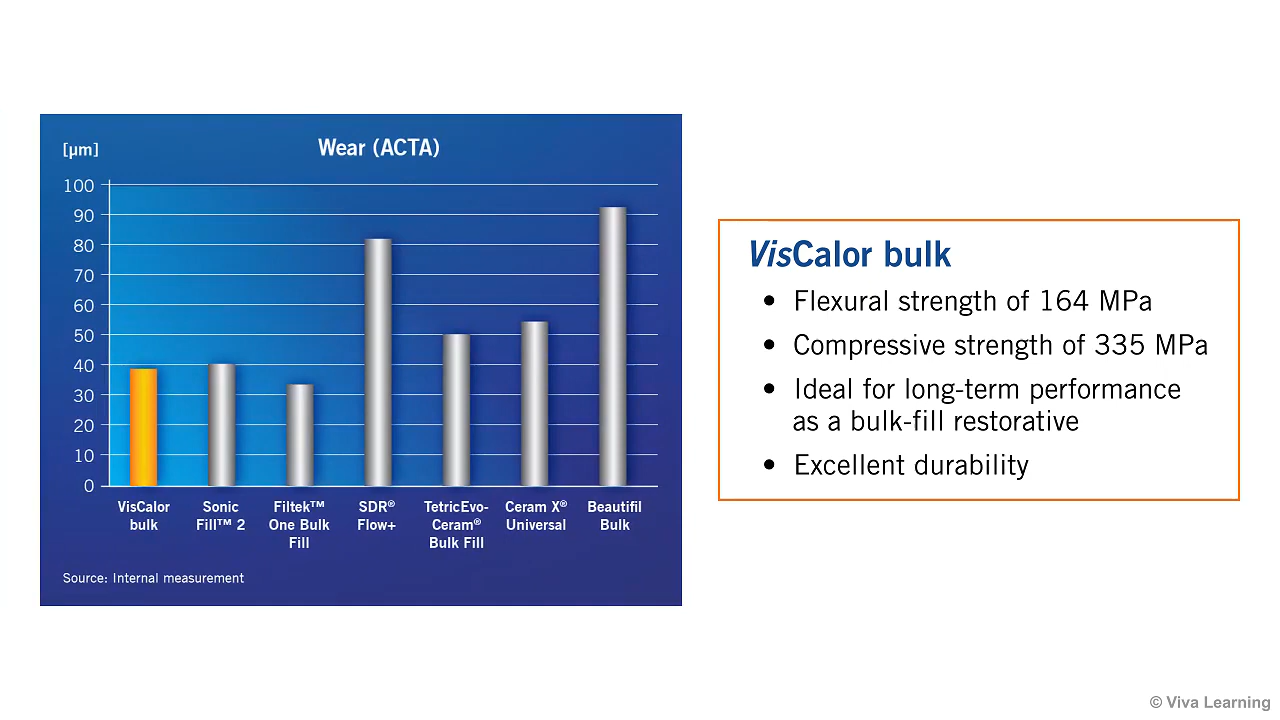 [µm]
Wear (ACTA)
100
90
80
70
60
50
40
30
20
10
0
VisCalor
bulk
Sonic
Fill™ 2
Filtek™
One Bulk
Fill
SDR®
Flow+
TetricEvo-
Ceram®
Bulk Fill
Ceram X®
Universal
Beautifil
Bulk
Source: Internal measurement
VisCalor bulk
• Flexural strength of 164 MPa
• Compressive strength of 335 MPa
• Ideal for long-term performance
as a bulk-fill restorative
• Excellent durability
© Viva Learning